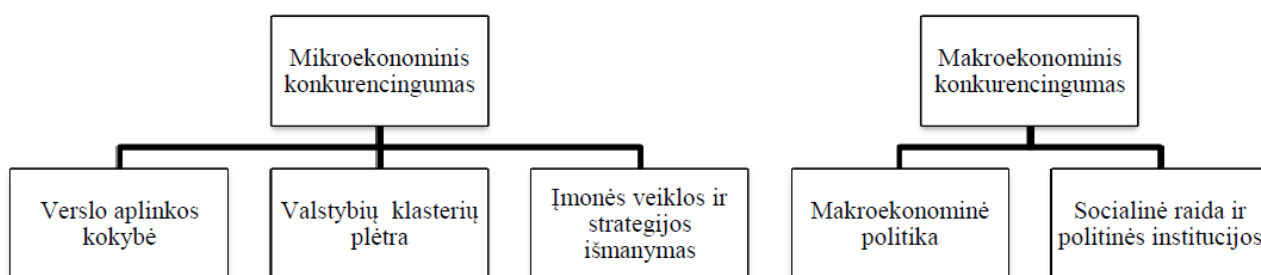 Mikroekonominis
konkurencingumas
Makroekonominis
konkurencingumas
Verslo aplinkos
kokybė
Valstybių klasterių
plėtra
Įmonės veiklos ir
strategijos
išmanymas
Makroekonominė
politika
Socialinė raida ir
politinės institucijos